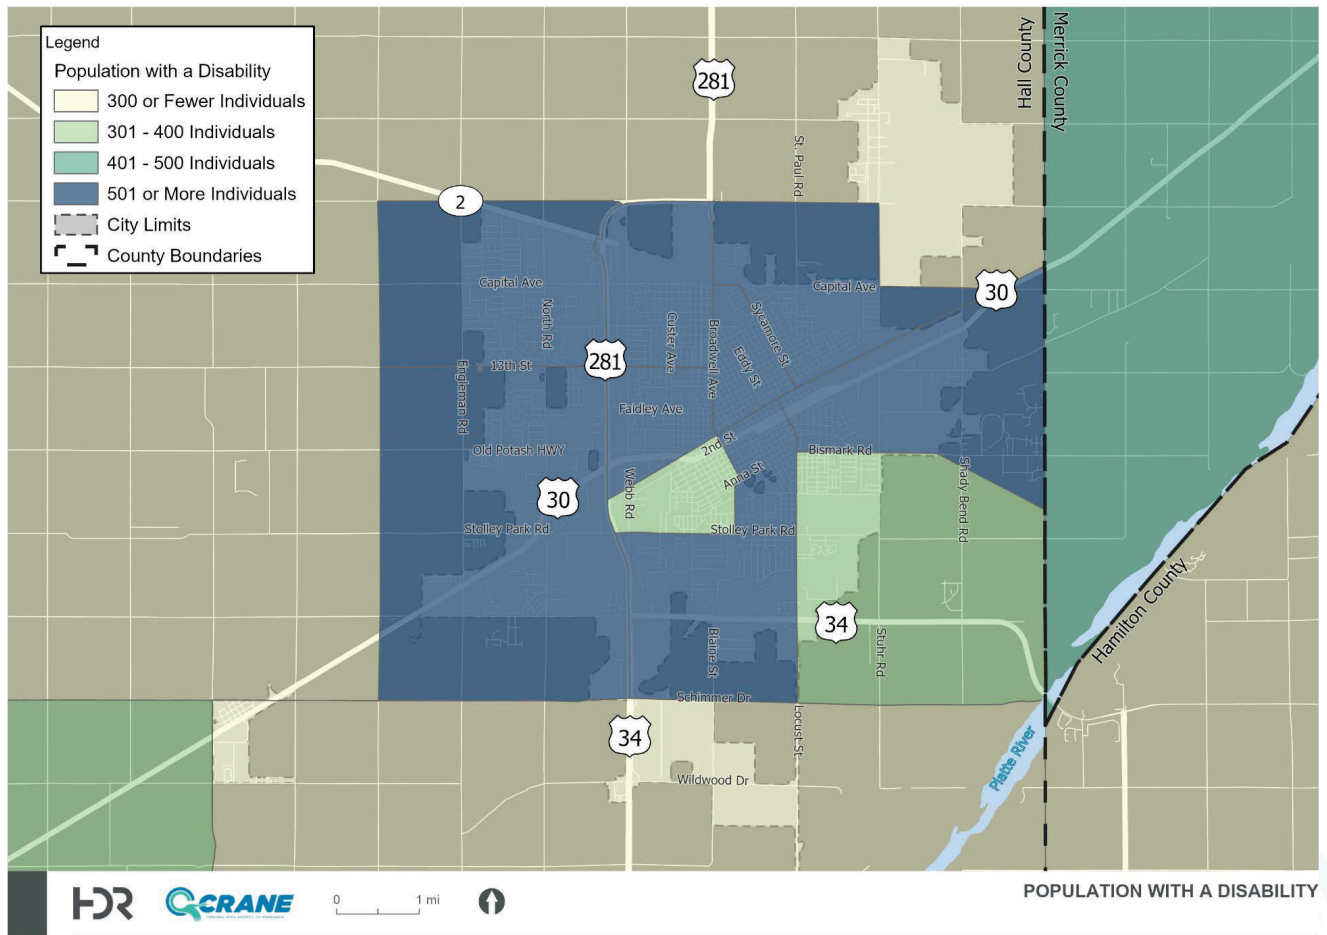 Legend
Population with a Disability
300 or Fewer Individuals
301 - 400 Individuals
401 - 500 Individuals
501 or More Individuals
City Limits
County Boundaries
281
Hall County
Merrick County
St. Paul Rd
2
Capital Ave
Capital Ave
30
North Rd
Custer Ave
Broadwell Ave
Sycamore St
Eddy St
281
13th St
Engleman Rd
Faidley Ave
2nd St
Old Potash HWY
Bismark Rd
Anna St
Webb Rd
30
Shady Bend Rd
Stolley Park Rd
Stolley Park Rd
34
Hamilton County
Blaine St
Stuhr Rd
Schimmer Dr
Locust St
34
Platte River
Wildwood Dr
HDR
CRANE
0 1 mi
POPULATION WITH A DISABILITY